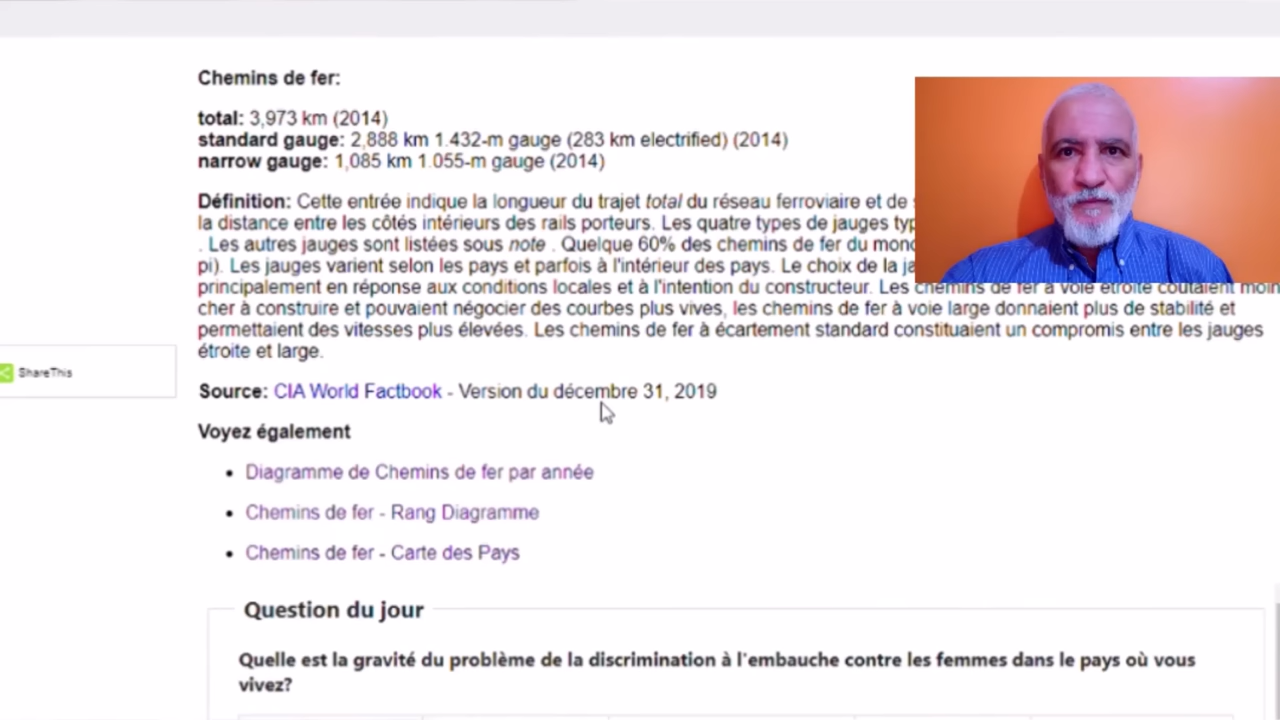 Chemins de fer:
total: 3,973 km (2014)
standard gauge: 2,888 km 1.432-m gauge (283 km electrified) (2014)
narrow gauge: 1,085 km 1.055-m gauge (2014)
Définition: Cette entrée indique la longueur du trajet total du réseau ferroviaire et de
la distance entre les côtés intérieurs des rails porteurs. Les quatre types de jauges
. Les autres jauges sont listées sous note . Quelque 60% des chemins de fer du
pi). Les jauges varient selon les pays et parfois à l'intérieur des pays. Le choix de la
principalement en réponse aux conditions locales et à l'intention du constructeur. Les chemins de fer à voie étroite coûtaient moin
cher à construire et pouvaient négocier des courbes plus vives, les chemins de fer à voie large donnaient plus de stabilité et
permettaient des vitesses plus élevées. Les chemins de fer à écartement standard constituaient un compromis entre les jauges
étroite et large.
ShareThis
Source: CIA World Factbook - Version du décembre 31, 2019
Voyez également
• Diagramme de Chemins de fer par année
• Chemins de fer - Rang Diagramme
• Chemins de fer - Carte des Pays
Question du jour
Quelle est la gravité du problème de la discrimination à l'embauche contre les femmes dans le pays où vous
vivez?